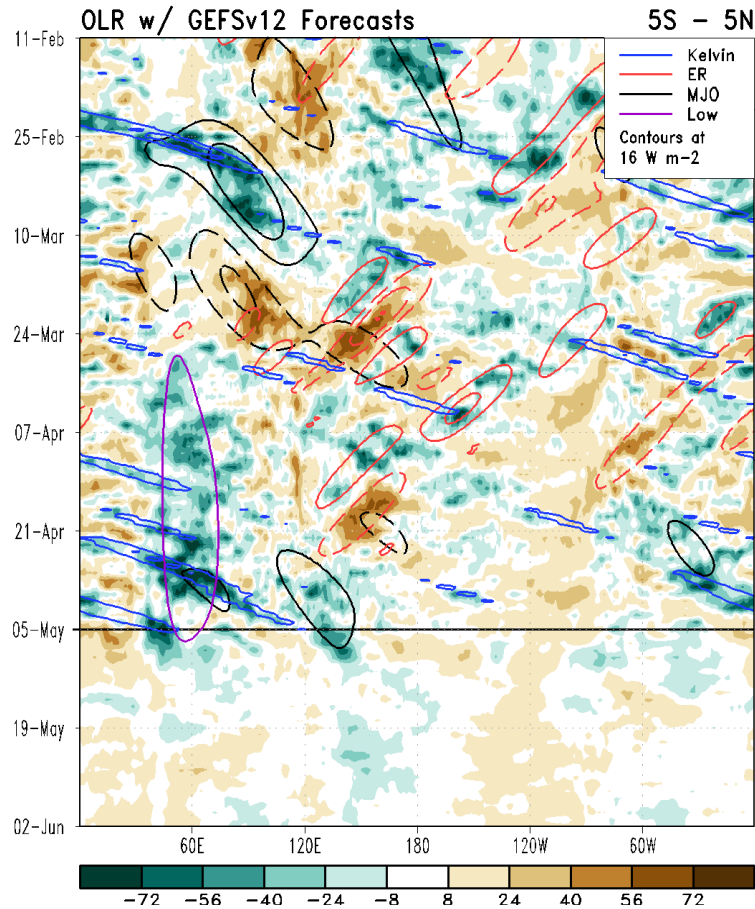 OLR w/ GEFSv12 Forecasts 5S - 5N
11-Feb
25-Feb
10-Mar
24-Mar
07-Apr
21-Apr
05-May
19-May
02-Jun
Kelvin
ER
MJO
Low
Contours at
16 W m-2
60E 120E 180 120W 60W
-72 -56 -40 -24 -8 8 24 40 56 72